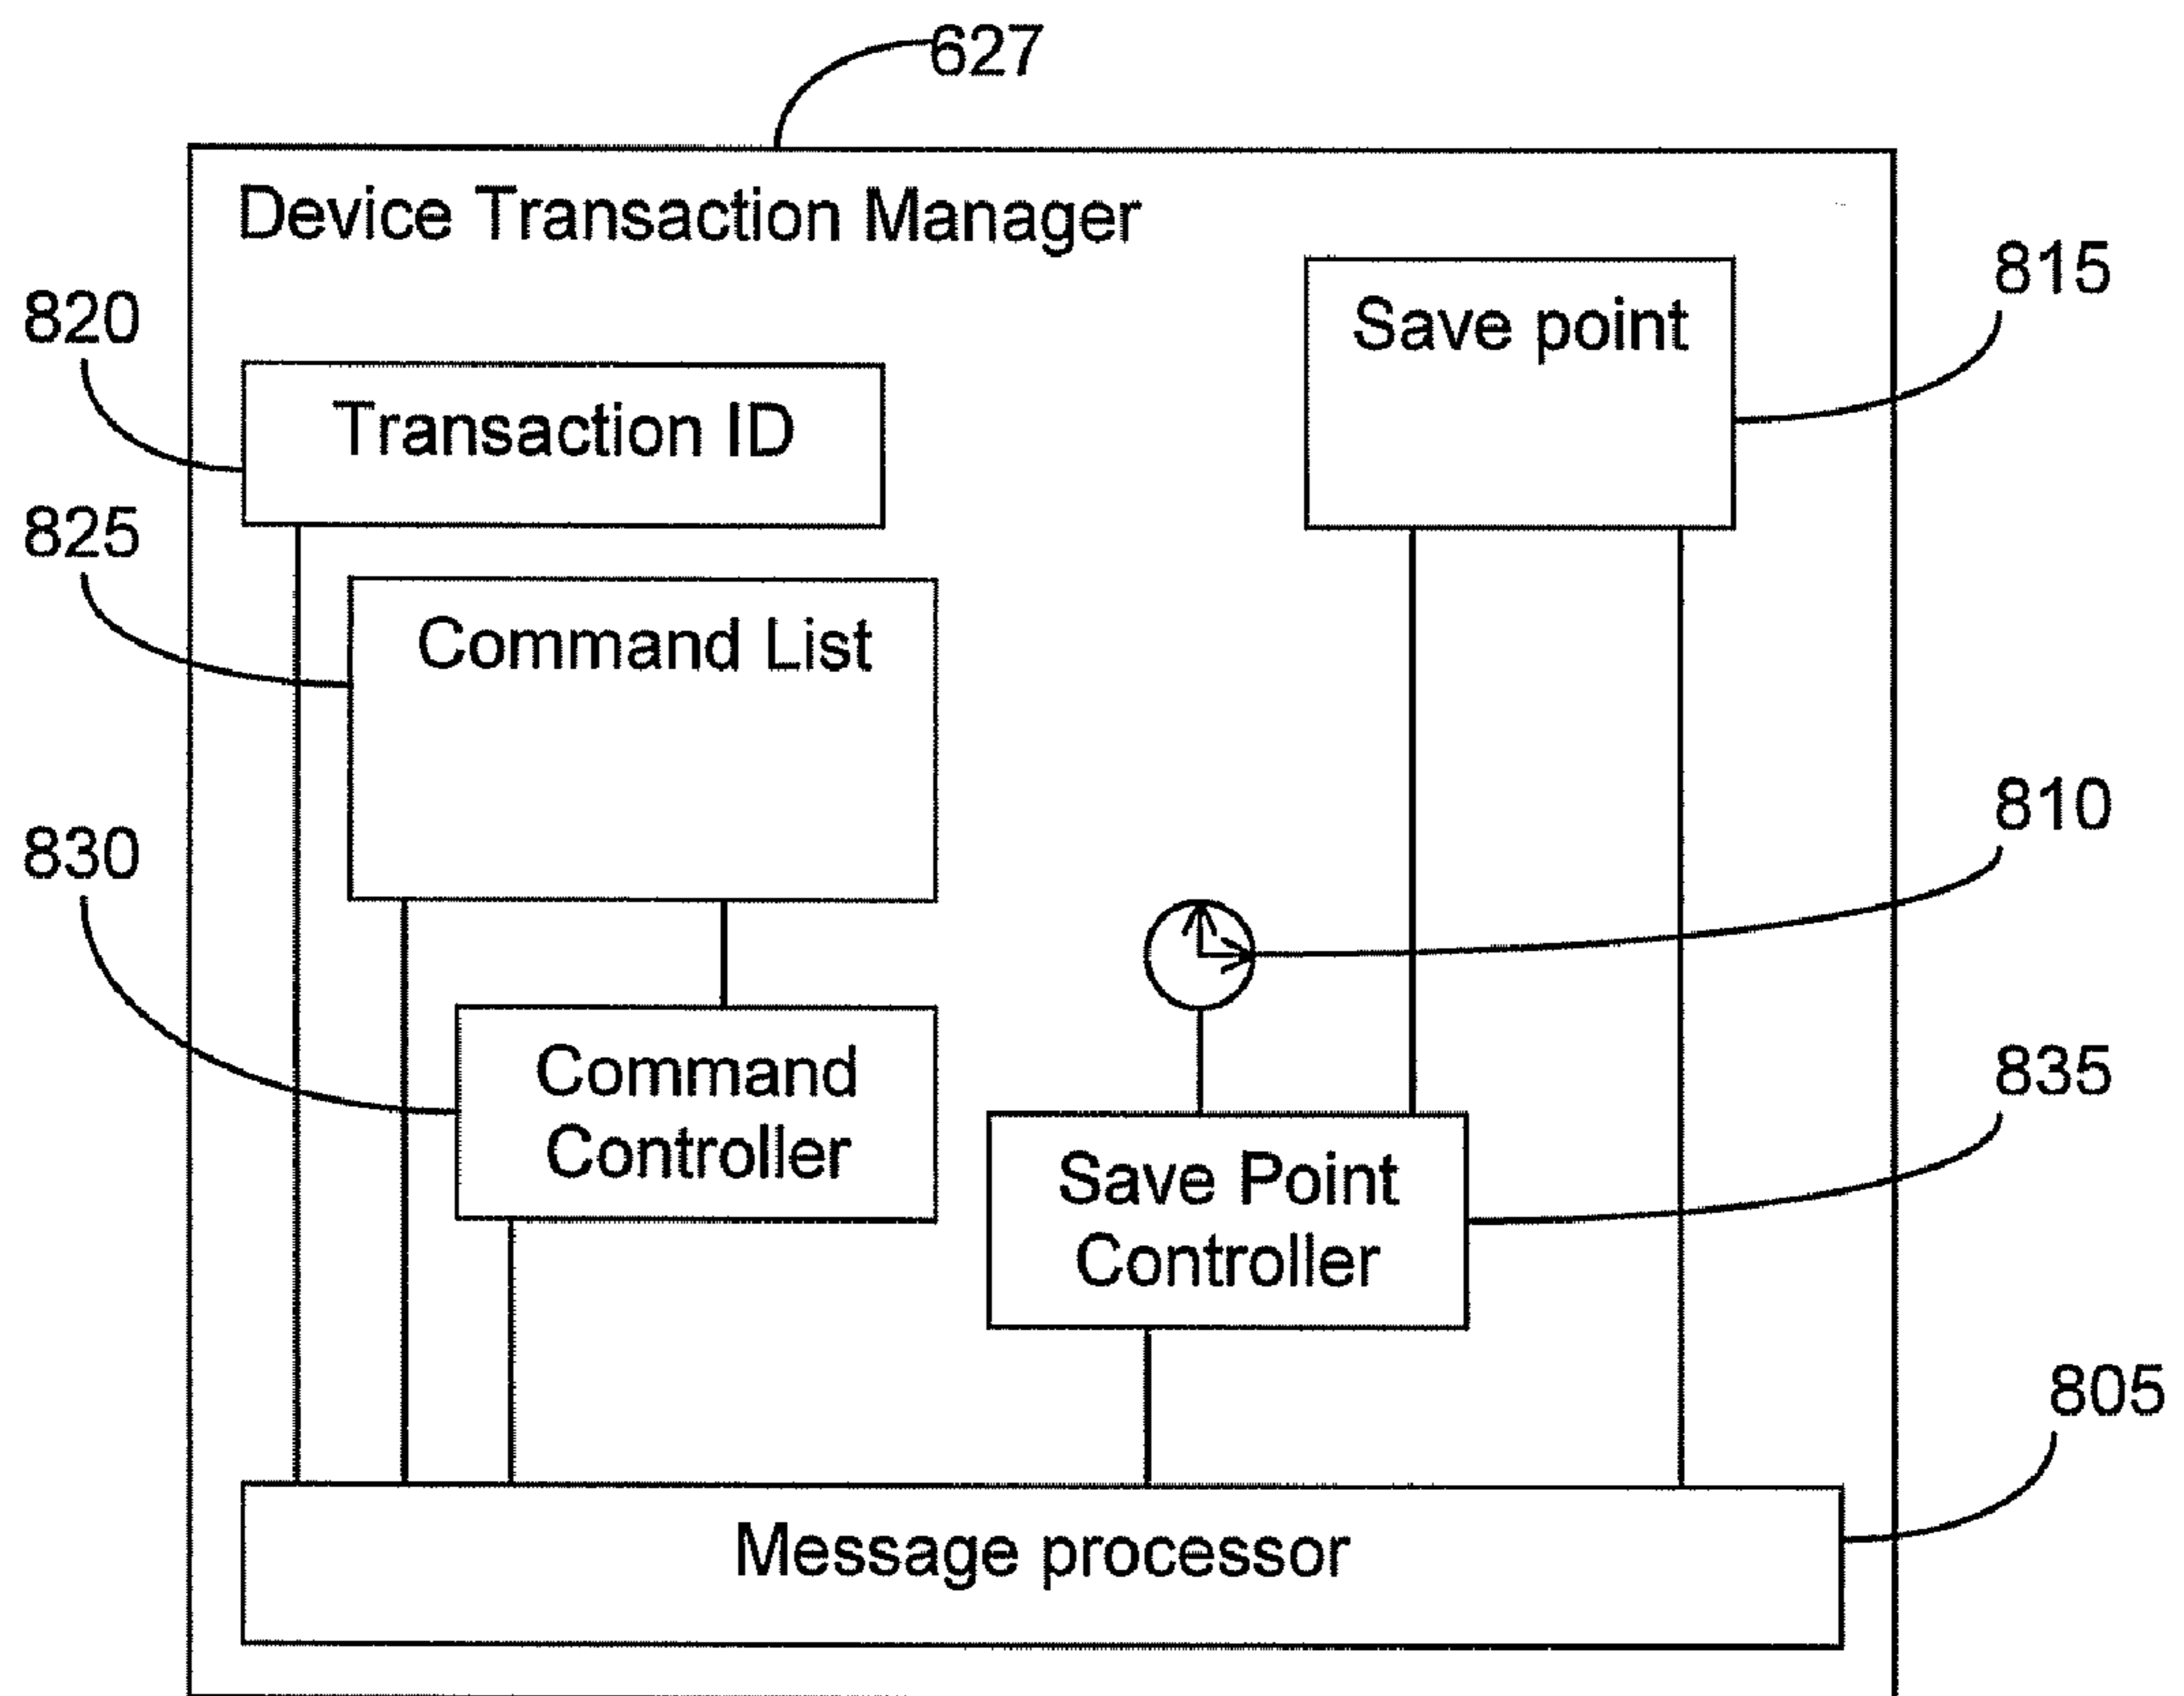 627
Device Transaction Manager
815
Save point
820
Transaction ID
825
Command List
810
830
Command
Controller
835
Save Point
Controller
805
Message processor